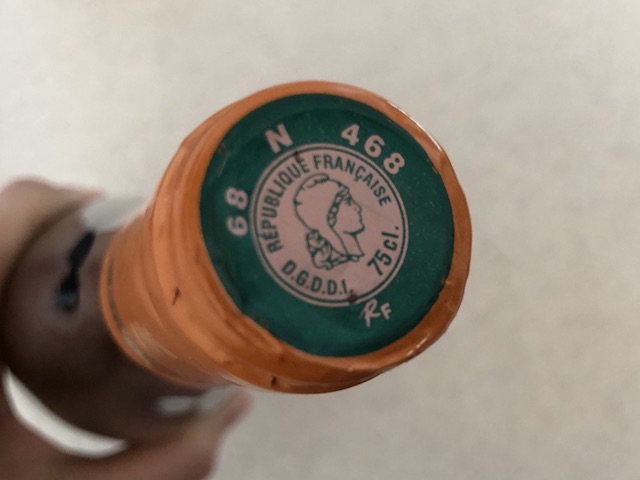 68 N 468
RÉPUBLIQUE FRANÇAISE
75cl.
D.G.D.D.I.
RF